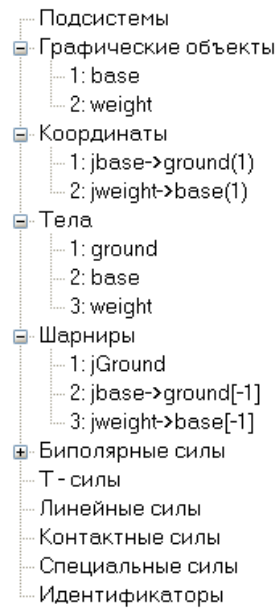 Подсистемы
Графические объекты
1: base
2: weight
Координаты
1: jbase->ground(1)
2: jweight->base(1)
Тела
1: ground
2: base
3: weight
Шарниры
1: jGround
2: jbase->ground[-1]
3: jweight->base[-1]
Биполярные силы
Т - силы
Линейные силы
Контактные силы
Специальные силы
Идентификаторы